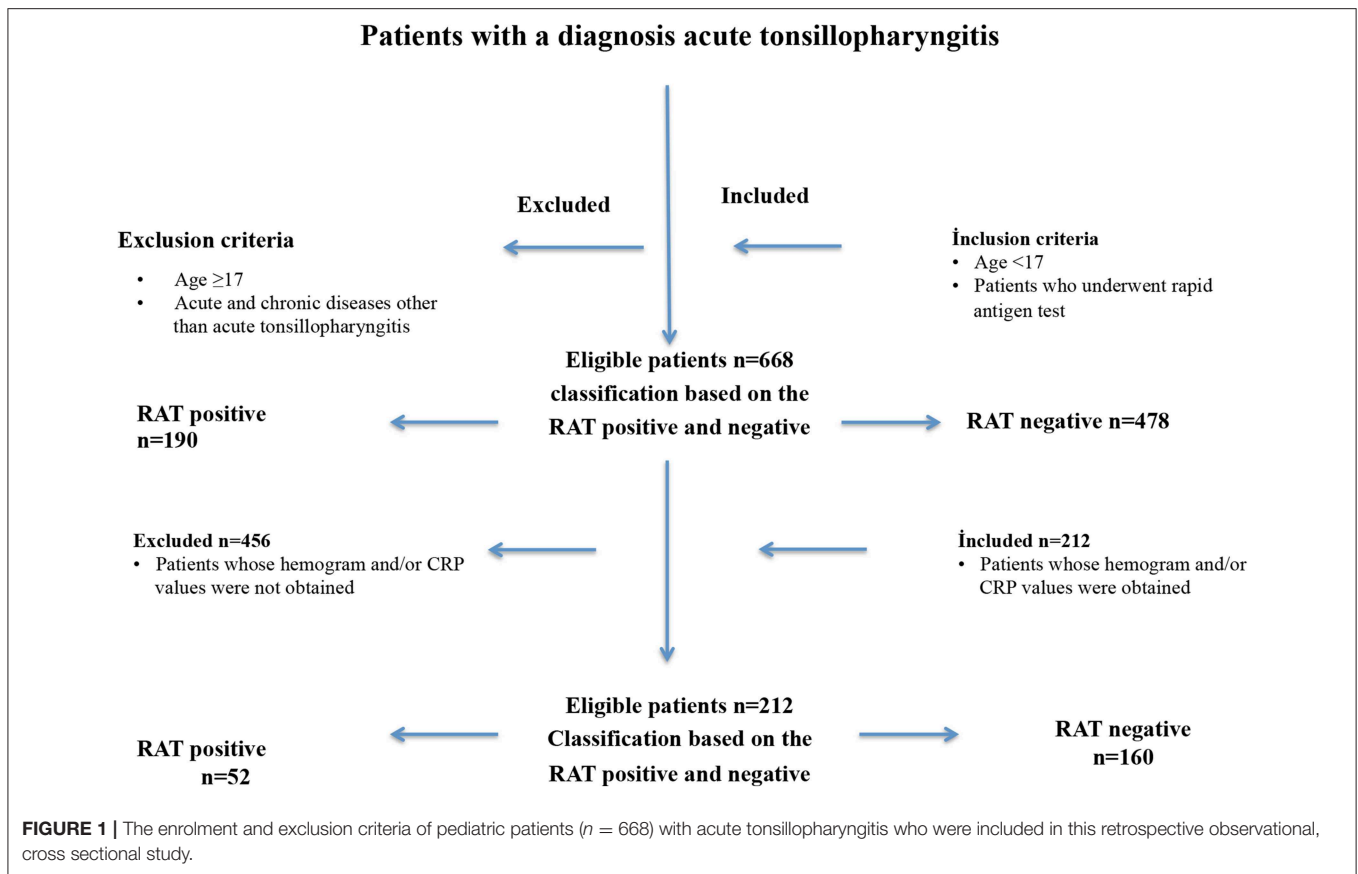 Patients with a diagnosis acute tonsillopharyngitis
Excluded
Included
Exclusion criteria
• Age ≥17
• Acute and chronic diseases other
than acute tonsillopharyngitis
İnclusion criteria
• Age <17
• Patients who underwent rapid
antigen test
Eligible patients n=668
classification based on the
RAT positive and negative
RAT positive
n=190
RAT negative n=478
Excluded n=456
• Patients whose hemogram and/or CRP
values were not obtained
İncluded n=212
• Patients whose hemogram and/or
CRP values were obtained
Eligible patients n=212
Classification based on the
RAT positive and negative
RAT positive
n=52
RAT negative
n=160
FIGURE 1 | The enrolment and exclusion criteria of pediatric patients (n = 668) with acute tonsillopharyngitis who were included in this retrospective observational,
cross sectional study.